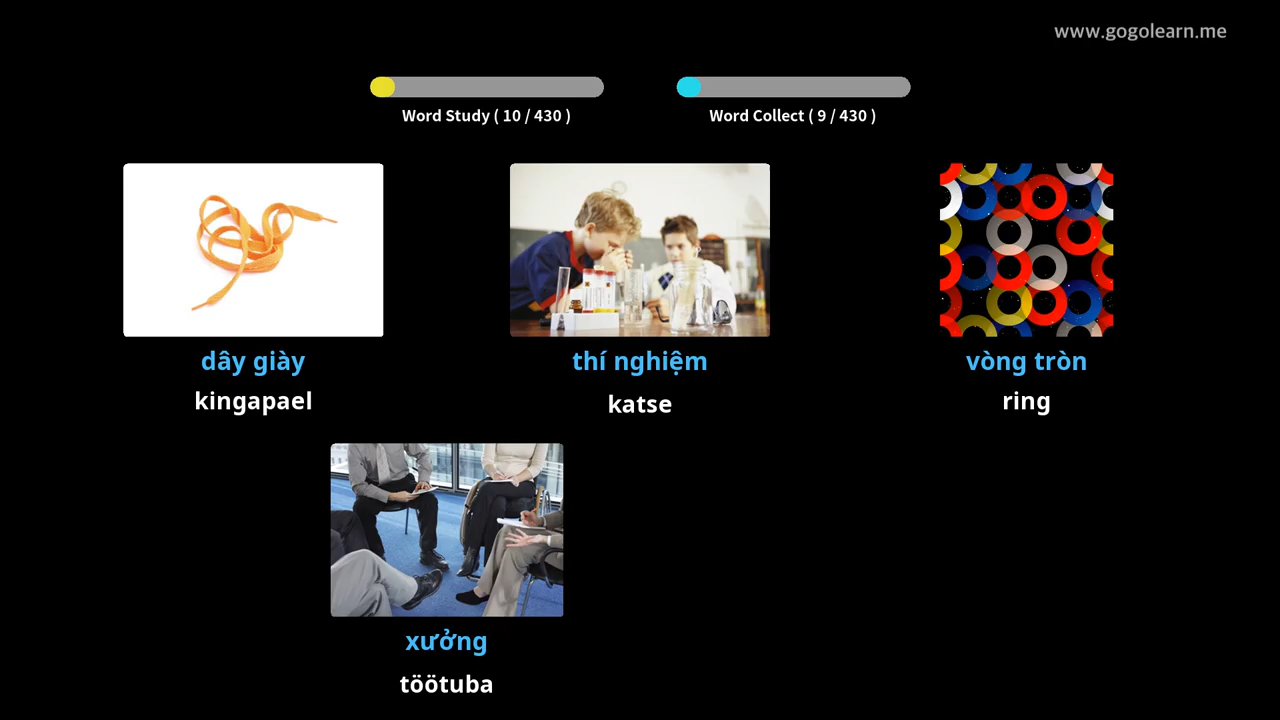 www.gogolearn.me
Word Study ( 10 / 430 )
Word Collect ( 9 / 430 )
dây giày
kingapael
thí nghiệm
katse
vòng tròn
ring
xưởng
töötuba